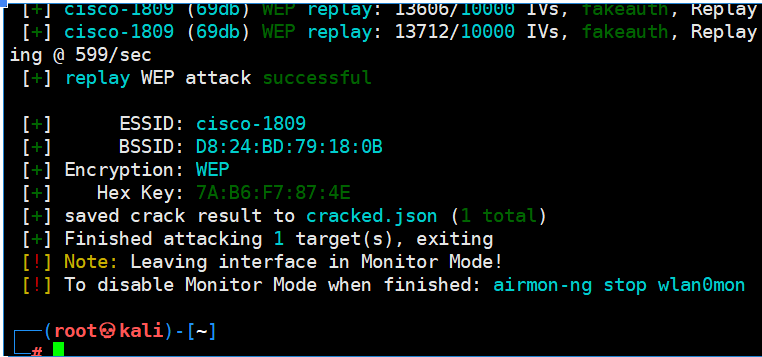 [+] cisco-1809 (69db) WEP replay: 13606/10000 IVs, fakeauth, Replay
[+] cisco-1809 (69db) WEP replay: 13712/10000 IVs, fakeauth, Replay
ing @ 599/sec
[+] replay WEP attack successful
[+] ESSID: cisco-1809
[+] BSSID: D8:24:BD:79:18:0B
[+] Encryption: WEP
[+] Hex Key: 7A:B6:F7:87:4E
[+] saved crack result to cracked.json (1 total)
[+] Finished attacking 1 target(s), exiting
[!] Note: Leaving interface in Monitor Mode!
[!] To disable Monitor Mode when finished: airmon-ng stop wlan0mon
┌──(root💀kali)-[~]
└─#